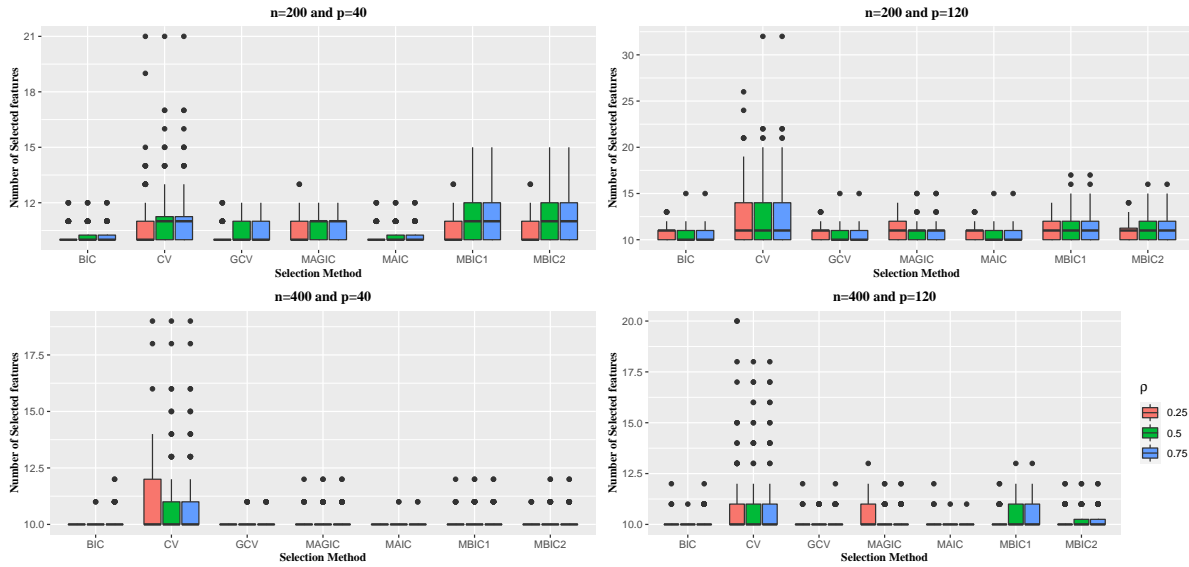 n=200 and p=40
Number of Selected features
21
18
15
12
BIC CV GCV MAGIC MAIC MBIC1 MBIC2
Selection Method
n=200 and p=120
Number of Selected features
30
25
20
15
10
BIC CV GCV MAGIC MAIC MBIC1 MBIC2
Selection Method
n=400 and p=40
Number of Selected features
17.5
15.0
12.5
10.0
BIC CV GCV MAGIC MAIC MBIC1 MBIC2
Selection Method
n=400 and p=120
Number of Selected features
20.0
17.5
15.0
12.5
10.0
BIC CV GCV MAGIC MAIC MBIC1 MBIC2
Selection Method
ρ
0.25
0.5
0.75